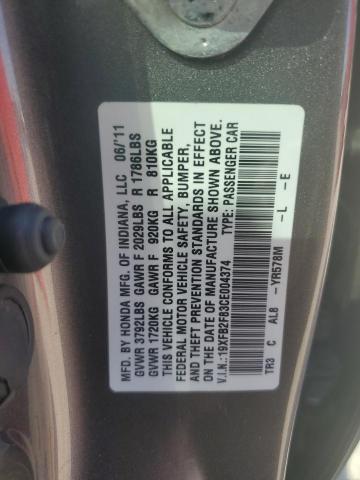 MFD. BY HONDA MFG. OF INDIANA, LLC 06/'11
GVWR 3792LBS GAWR F 2029LBS R 1786LBS
GVWR 1720KG GAWR F 920KG R 810KG
THIS VEHICLE CONFORMS TO ALL APPLICABLE
FEDERAL MOTOR VEHICLE SAFETY, BUMPER,
AND THEFT PREVENTION STANDARDS IN EFFECT
ON THE DATE OF MANUFACTURE SHOWN ABOVE.
V.I.N.:19XFB2F83CE004374 TYPE: PASSENGER CAR
TR3 C AL8 -YR578M -L -E